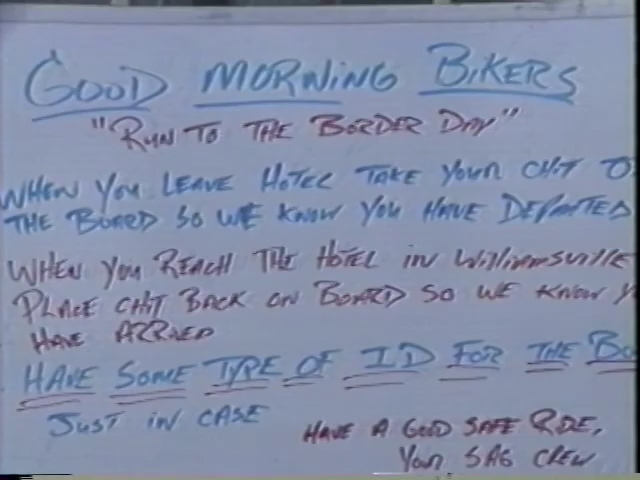 GOOD MORNING BIKERS
"RUN TO THE BORDER DAY"
WHEN YOU LEAVE HOTEL TAKE YOUR CHIT O
THE BOARD SO WE KNOW YOU HAVE DEPARTED
WHEN YOU REACH THE HOTEL IN WILLIAMSVILLE
PLACE CHIT BACK ON BOARD SO WE KNOW Y
HAVE ARRIVED
HAVE SOME TYPE OF ID FOR THE BO
JUST IN CASE
HAVE A GOOD SAFE RIDE,
YOUR SAG CREW